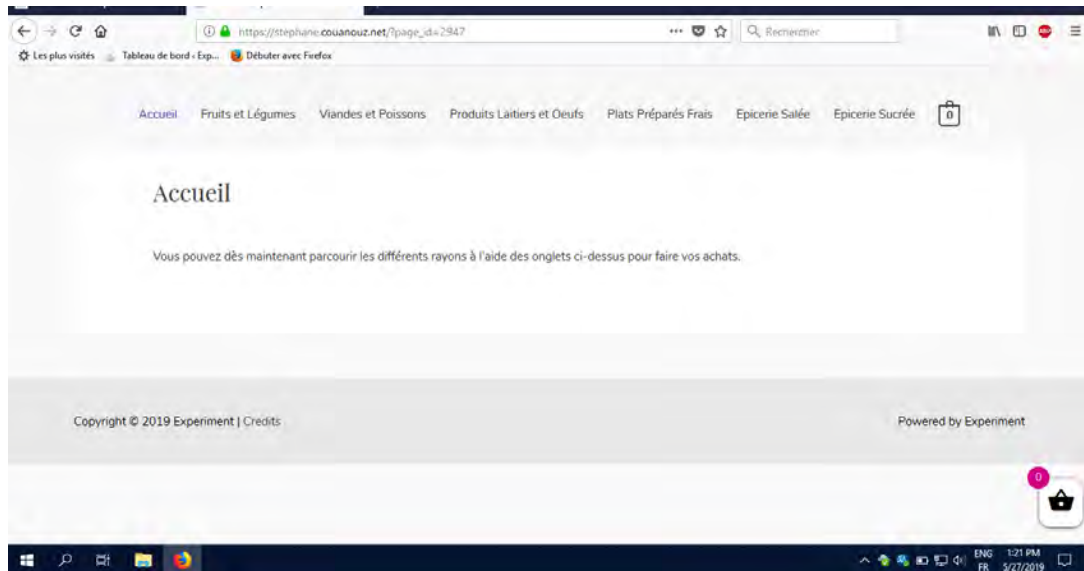 https://stephane.couanouz.net/?page_id=2947
Rechercher
Les plus visités Tableau de bord ‹ Exp... Débuter avec Firefox
Accueil Fruits et Légumes Viandes et Poissons Produits Laitiers et Oeufs Plats Préparés Frais Epicerie Salée Epicerie Sucrée 0
Accueil
Vous pouvez dès maintenant parcourir les différents rayons à l'aide des onglets ci-dessus pour faire vos achats.
Copyright © 2019 Experiment | Credits Powered by Experiment
0
ENG 1:21 PM
FR 5/27/2019